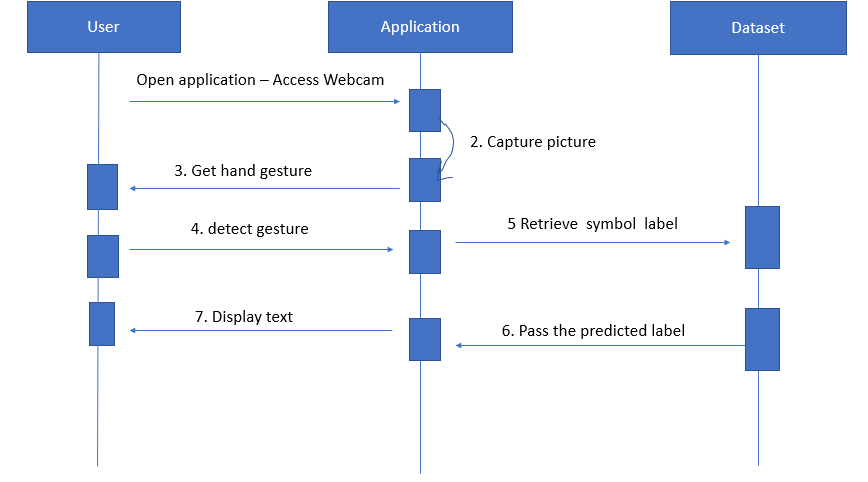 User
Application
Dataset
Open application – Access Webcam
2. Capture picture
3. Get hand gesture
4. detect gesture
5 Retrieve symbol label
7. Display text
6. Pass the predicted label